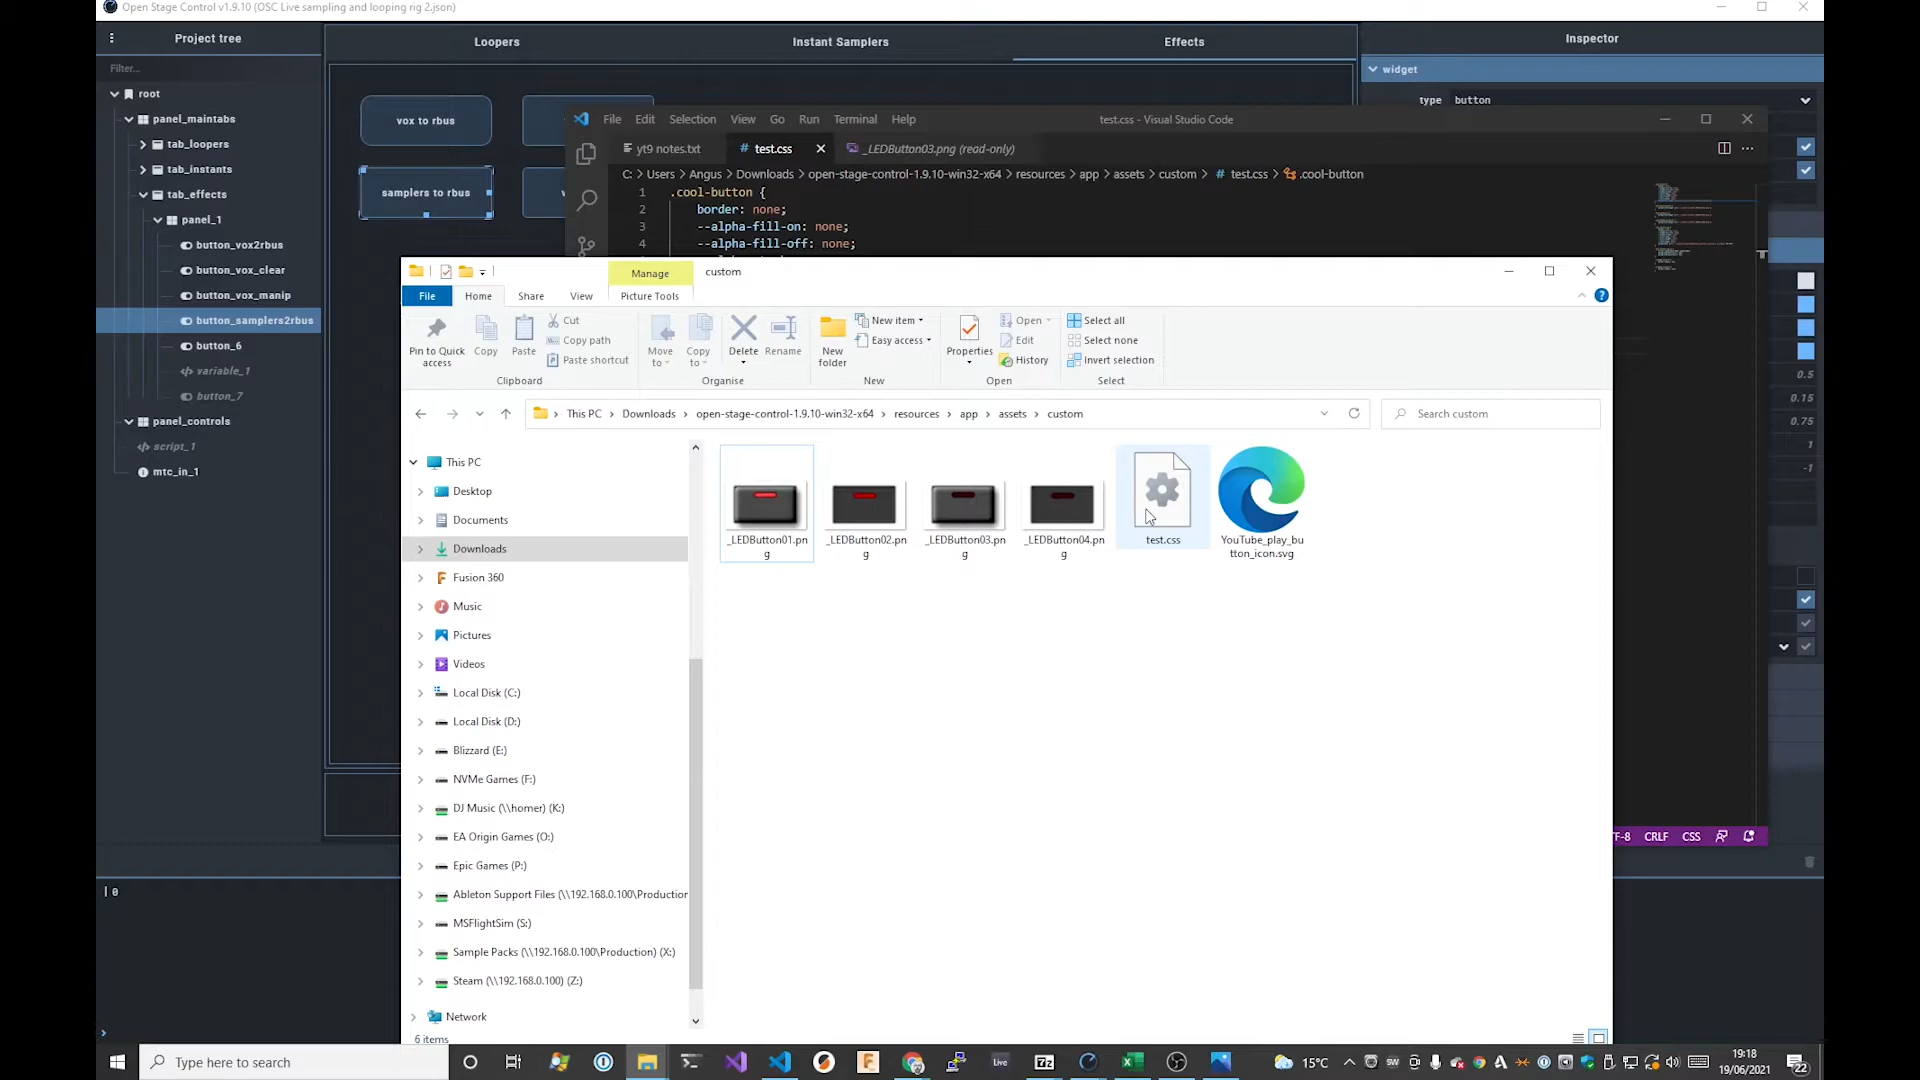 Open Stage Control v1.9.10 (OSC Live sampling and looping rig 2.json)
Project tree
Loopers
Instant Samplers
Effects
Inspector
Filter...
widget
root
type
button
panel_maintabs
tab_loopers
tab_instants
tab_effects
panel_1
button_vox2rbus
button_vox_clear
button_vox_manip
button_samplers2rbus
button_6
variable_1
button_7
panel_controls
script_1
mtc_in_1
vox to rbus
samplers to rbus
File Edit Selection View Go Run Terminal Help
test.css - Visual Studio Code
yt9 notes.txt
# test.css
_LEDButton03.png (read-only)
C: > Users > Angus > Downloads > open-stage-control-1.9.10-win32-x64 > resources > app > assets > custom > # test.css > .cool-button
1 .cool-button {
2 border: none;
3 --alpha-fill-on: none;
4 --alpha-fill-off: none;
0.5
0.15
0.75
1
-1
Manage
custom
File
Home
Share
View
Picture Tools
Pin to Quick access
Copy
Paste
Cut
Copy path
Paste shortcut
Clipboard
Move to
Copy to
Delete
Rename
Organise
New folder
New item
Easy access
New
Properties
Open
Edit
History
Open
Select all
Select none
Invert selection
Select
This PC > Downloads > open-stage-control-1.9.10-win32-x64 > resources > app > assets > custom
Search custom
This PC
Desktop
Documents
Downloads
Fusion 360
Music
Pictures
Videos
Local Disk (C:)
Local Disk (D:)
Blizzard (E:)
NVMe Games (F:)
DJ Music (\\homer) (K:)
EA Origin Games (O:)
Epic Games (P:)
Ableton Support Files (\\192.168.0.100\Production
MSFlightSim (S:)
Sample Packs (\\192.168.0.100\Production) (X:)
Steam (\\192.168.0.100) (Z:)
Network
6 items
_LEDButton01.pn
g
_LEDButton02.pn
g
_LEDButton03.pn
g
_LEDButton04.pn
g
test.css
YouTube_play_bu
tton_icon.svg
F-8 CRLF CSS
0
Type here to search
Live
7z
SW
15°C
19:18
19/06/2021
22